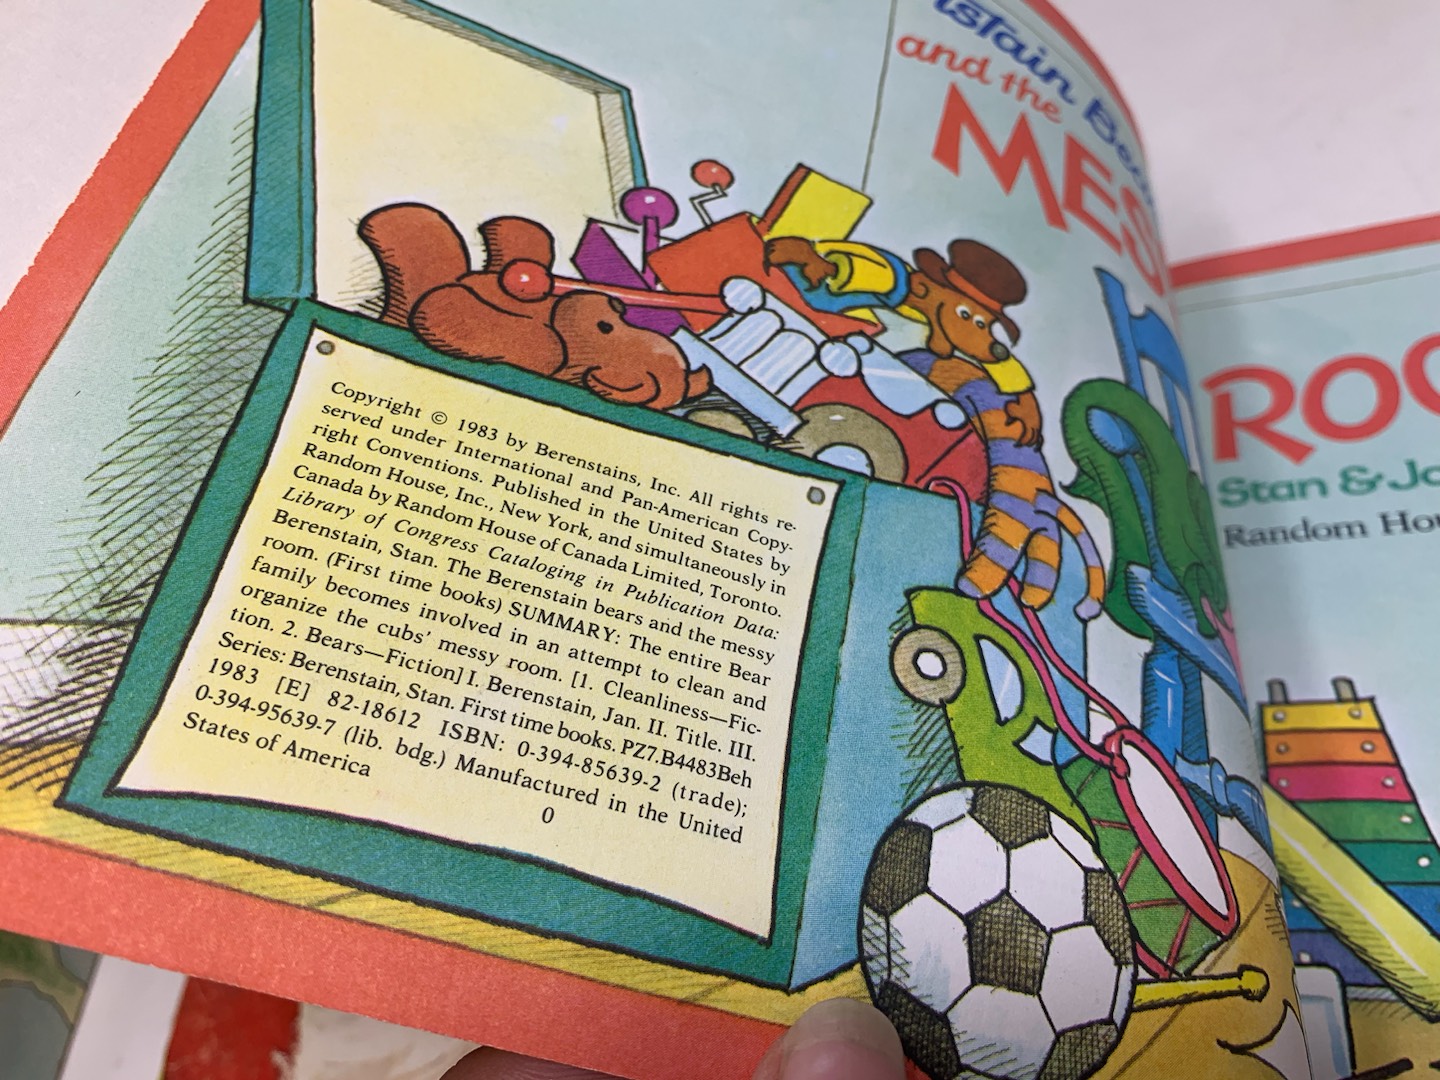 and the
MES
ROO
Stan & Ja
Random Hou
Copyright © 1983 by Berenstains, Inc. All rights re-
served under International and Pan-American Copy-
right Conventions. Published in the United States by
Random House, Inc., New York, and simultaneously in
Canada by Random House of Canada Limited, Toronto.
Library of Congress Cataloging in Publication Data:
Berenstain, Stan. The Berenstain bears and the messy
room. (First time books) SUMMARY: The entire Bear
family becomes involved in an attempt to clean and
organize the cubs' messy room. [1. Cleanliness—Fic-
tion. 2. Bears—Fiction] I. Berenstain, Jan. II. Title. III.
Series: Berenstain, Stan. First time books. PZ7.B4483Beh
1983 [E] 82-18612 ISBN: 0-394-85639-2 (trade);
0-394-95639-7 (lib. bdg.) Manufactured in the United
States of America
0